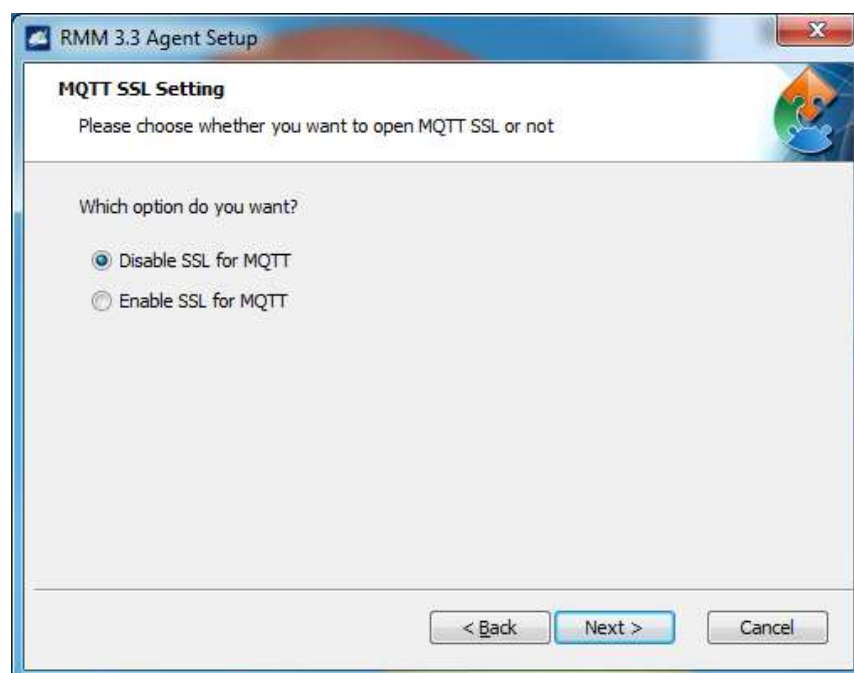 RMM 3.3 Agent Setup
MQTT SSL Setting
Please choose whether you want to open MQTT SSL or not
Which option do you want?
Disable SSL for MQTT
Enable SSL for MQTT
< Back Next > Cancel